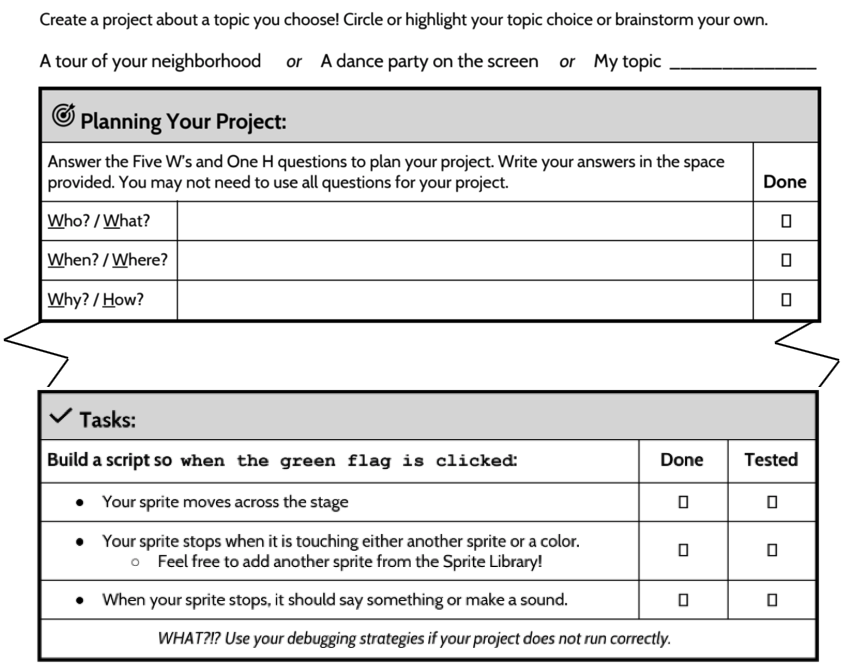 Create a project about a topic you choose! Circle or highlight your topic choice or brainstorm your own.
A tour of your neighborhood or A dance party on the screen or My topic _______________
Planning Your Project:
Answer the Five W's and One H questions to plan your project. Write your answers in the space
provided. You may not need to use all questions for your project.
Done
Who? / What?
When? / Where?
Why? / How?
Tasks:
Build a script so when the green flag is clicked: Done Tested
● Your sprite moves across the stage
● Your sprite stops when it is touching either another sprite or a color.
○ Feel free to add another sprite from the Sprite Library!
● When your sprite stops, it should say something or make a sound.
WHAT?!? Use your debugging strategies if your project does not run correctly.